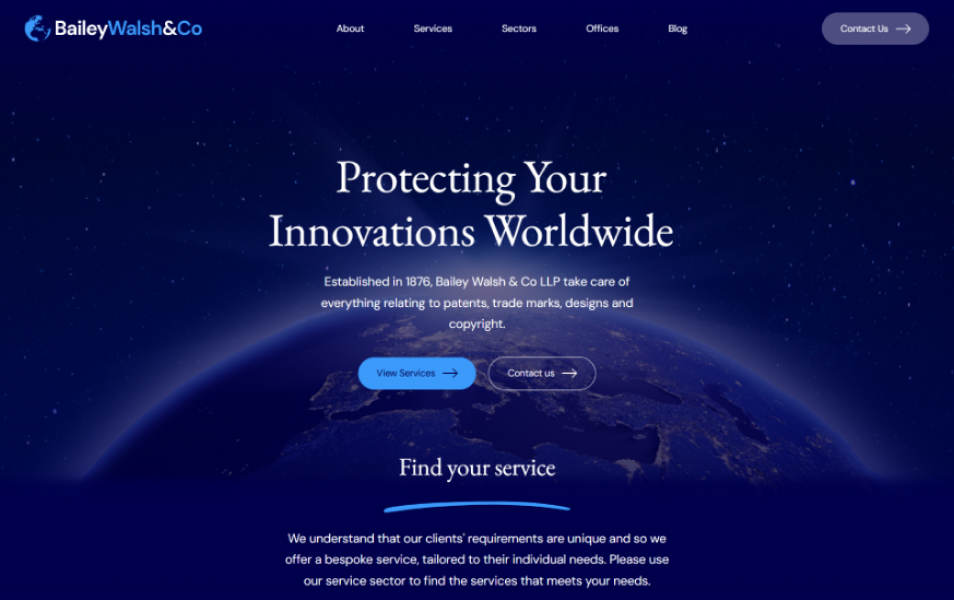 BaileyWalsh&Co
About
Services
Sectors
Offices
Blog
Contact Us
Protecting Your
Innovations Worldwide
Established in 1876, Bailey Walsh & Co LLP take care of
everything relating to patents, trade marks, designs and
copyright.
View Services
Contact us
Find your service
We understand that our clients' requirements are unique and so we
offer a bespoke service, tailored to their individual needs. Please use
our service sector to find the services that meets your needs.